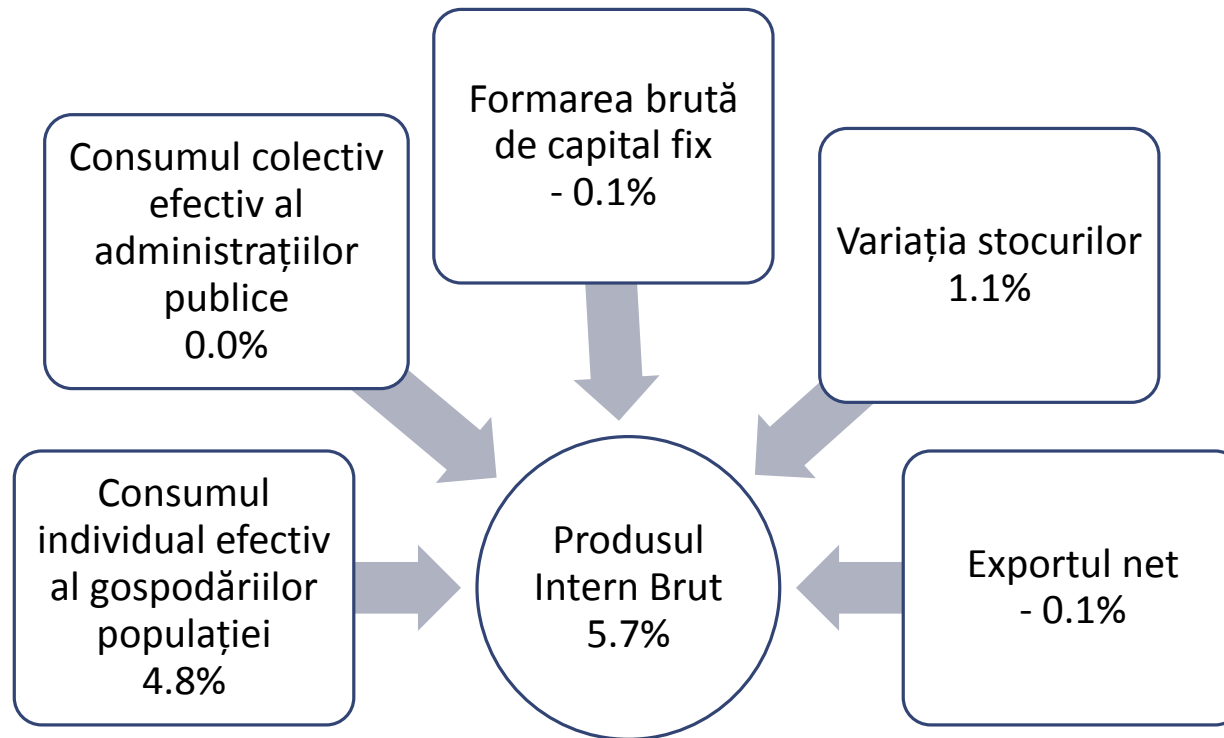 Formarea brută
de capital fix
- 0.1%
Consumul colectiv
efectiv al
administrațiilor
publice
0.0%
Variația stocurilor
1.1%
Consumul
individual efectiv
al gospodăriilor
populației
4.8%
Produsul
Intern Brut
5.7%
Exportul net
- 0.1%